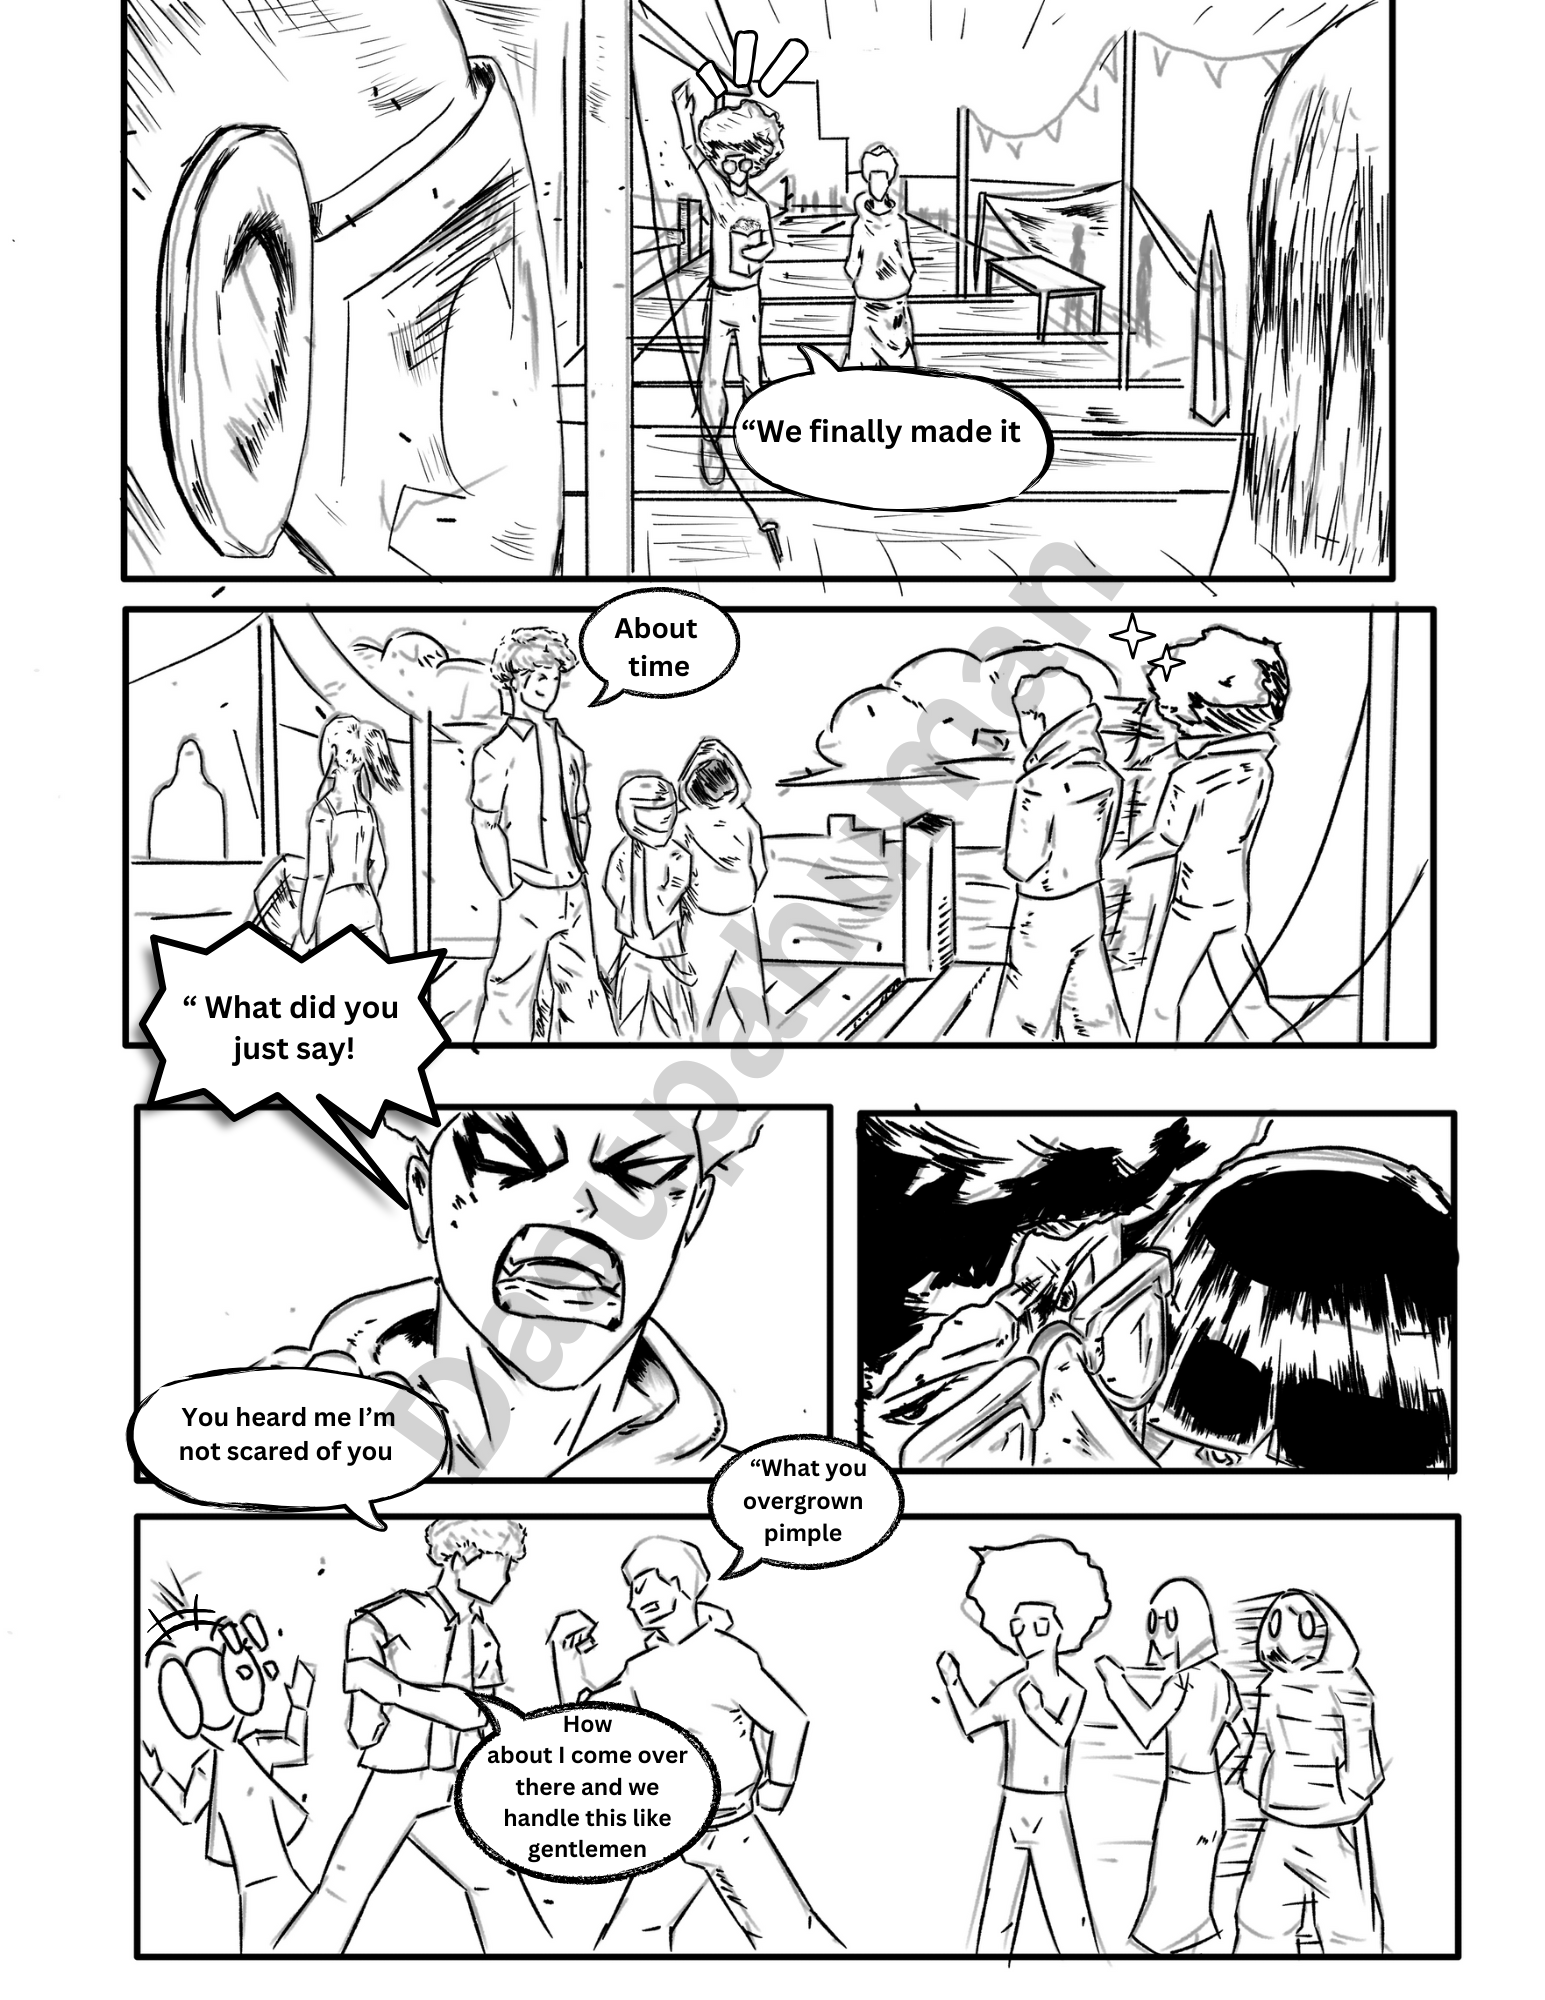 “We finally made it
About
time
“ What did you
just say!
You heard me I’m
not scared of you
“What you
overgrown
pimple
How
about I come over
there and we
handle this like
gentlemen
Dasupahuman